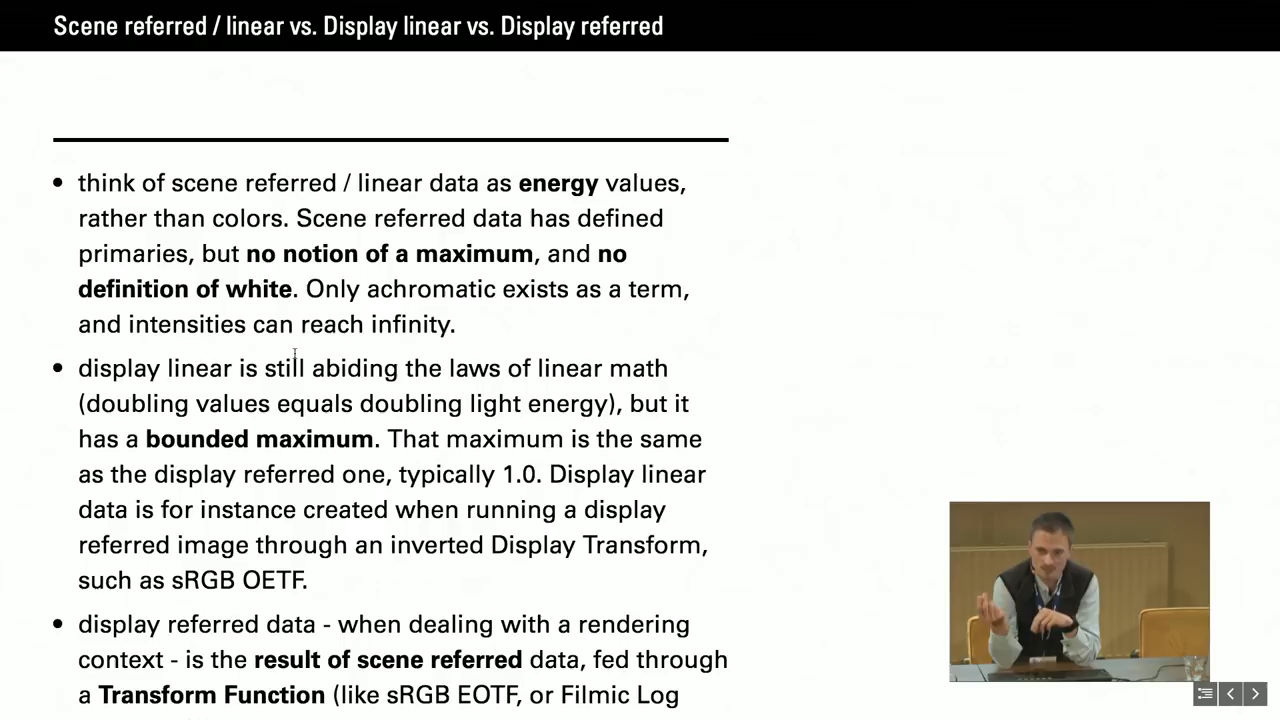 Scene referred / linear vs. Display linear vs. Display referred
• think of scene referred / linear data as energy values,
rather than colors. Scene referred data has defined
primaries, but no notion of a maximum, and no
definition of white. Only achromatic exists as a term,
and intensities can reach infinity.
• display linear is still abiding the laws of linear math
(doubling values equals doubling light energy), but it
has a bounded maximum. That maximum is the same
as the display referred one, typically 1.0. Display linear
data is for instance created when running a display
referred image through an inverted Display Transform,
such as sRGB OETF.
• display referred data - when dealing with a rendering
context - is the result of scene referred data, fed through
a Transform Function (like sRGB EOTF, or Filmic Log